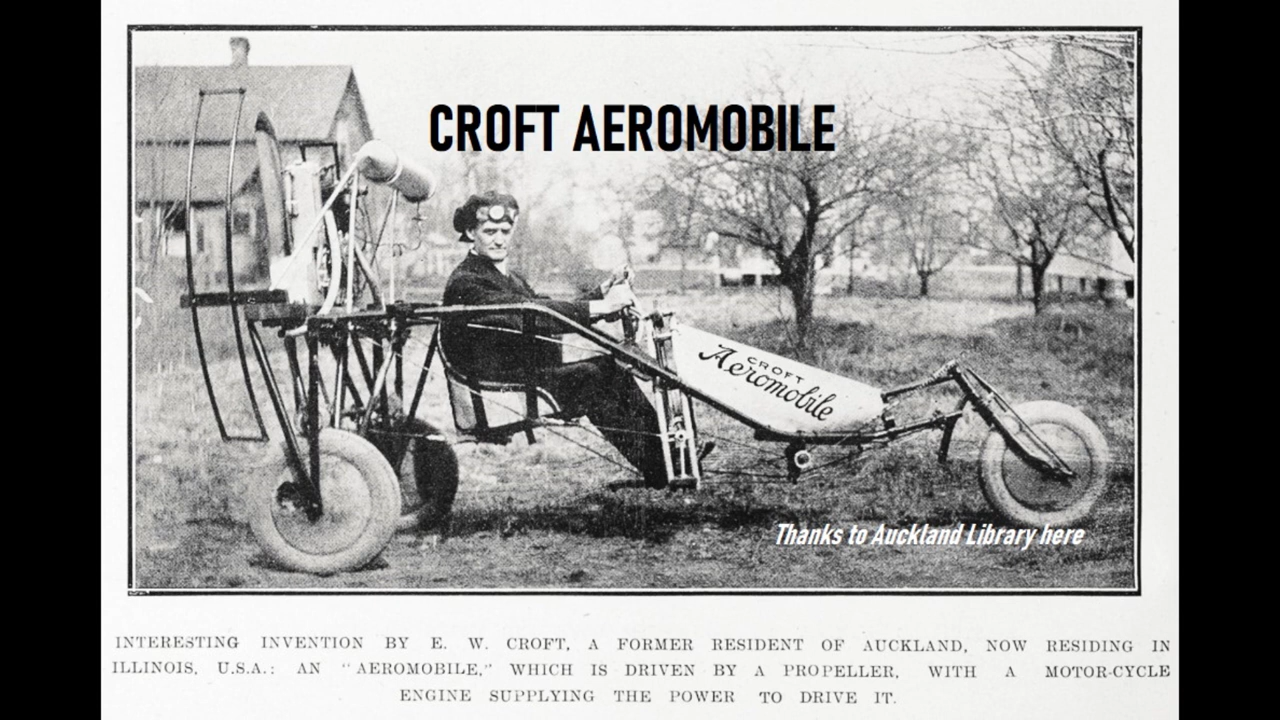 CROFT AEROMOBILE
CROFT
Aeromobile
Thanks to Auckland Library here
INTERESTING INVENTION BY E. W. CROFT, A FORMER RESIDENT OF AUCKLAND, NOW RESIDING IN
ILLINOIS, U.S.A.: AN "AEROMOBILE," WHICH IS DRIVEN BY A PROPELLER, WITH A MOTOR-CYCLE
ENGINE SUPPLYING THE POWER TO DRIVE IT.